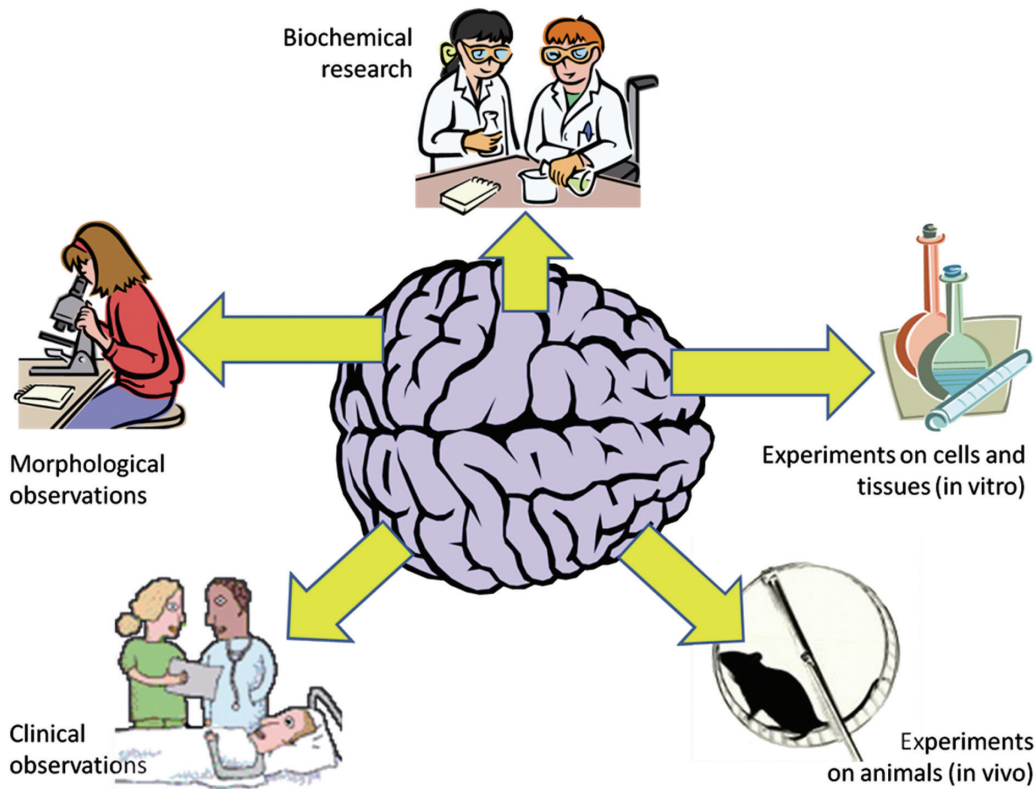 Biochemical
research
Morphological
observations
Experiments on cells and
tissues (in vitro)
Clinical
observations
Experiments
on animals (in vivo)